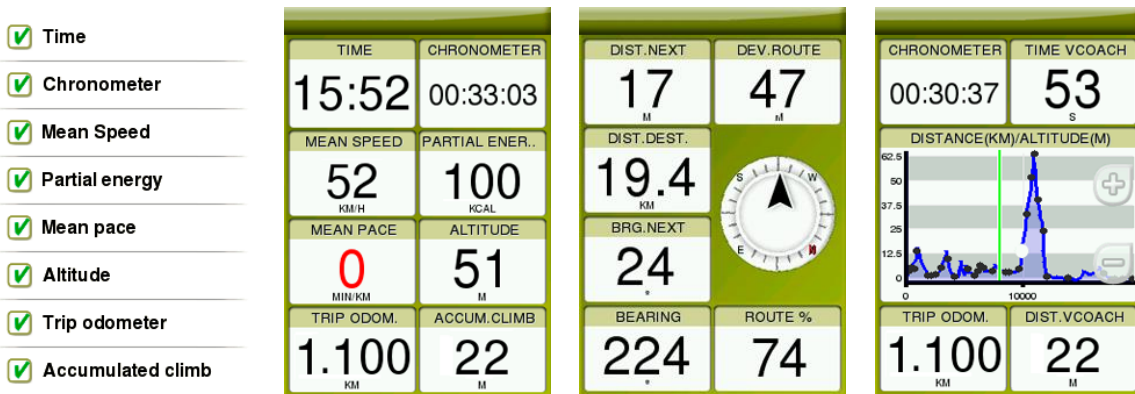 Time
Chronometer
Mean Speed
Partial energy
Mean pace
Altitude
Trip odometer
Accumulated climb
TIME CHRONOMETER
15:52 00:33:03
MEAN SPEED PARTIAL ENER..
52 100
KM/H KCAL
MEAN PACE ALTITUDE
0 51
MIN/KM M
TRIP ODOM. ACCUM.CLIMB
1.100 22
KM M
DIST.NEXT DEV.ROUTE
17 47
M M
DIST.DEST.
19.4
KM
S W
E N
BRG.NEXT
24
°
BEARING ROUTE %
224 74
°
CHRONOMETER TIME VCOACH
00:30:37 53
S
DISTANCE(KM)/ALTITUDE(M)
62.5
50
37.5
25
12.5
0
0 10000
TRIP ODOM. DIST.VCOACH
1.100 22
KM M